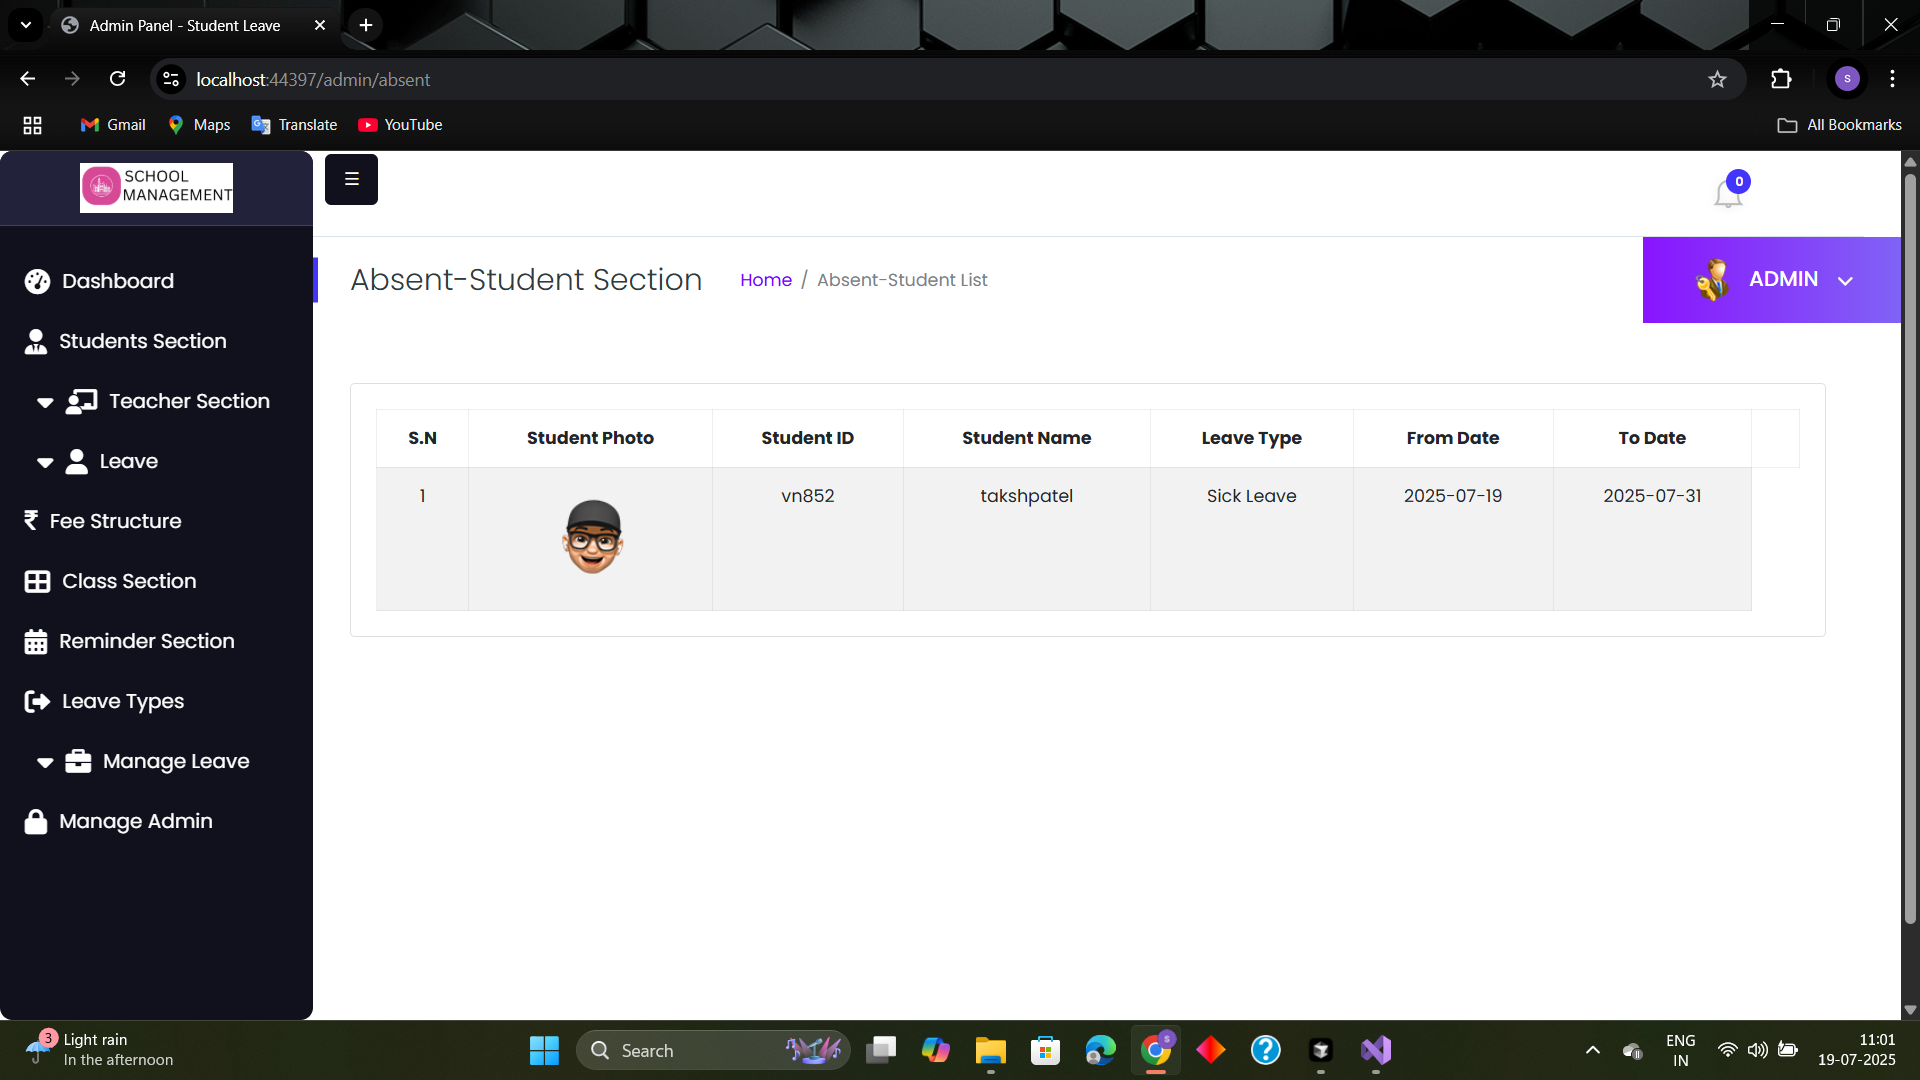 Admin Panel - Student Leave
localhost:44397/admin/absent
S
Gmail
Maps
Translate
YouTube
All Bookmarks
SCHOOL
MANAGEMENT
☰
0
Dashboard
Students Section
Teacher Section
Leave
₹ Fee Structure
Class Section
Reminder Section
Leave Types
Manage Leave
Manage Admin
Absent-Student Section
Home / Absent-Student List
ADMIN
S.N Student Photo Student ID Student Name Leave Type From Date To Date
1 vn852 takshpatel Sick Leave 2025-07-19 2025-07-31
3
Light rain
In the afternoon
Search
S
ENG
IN
11:01
19-07-2025